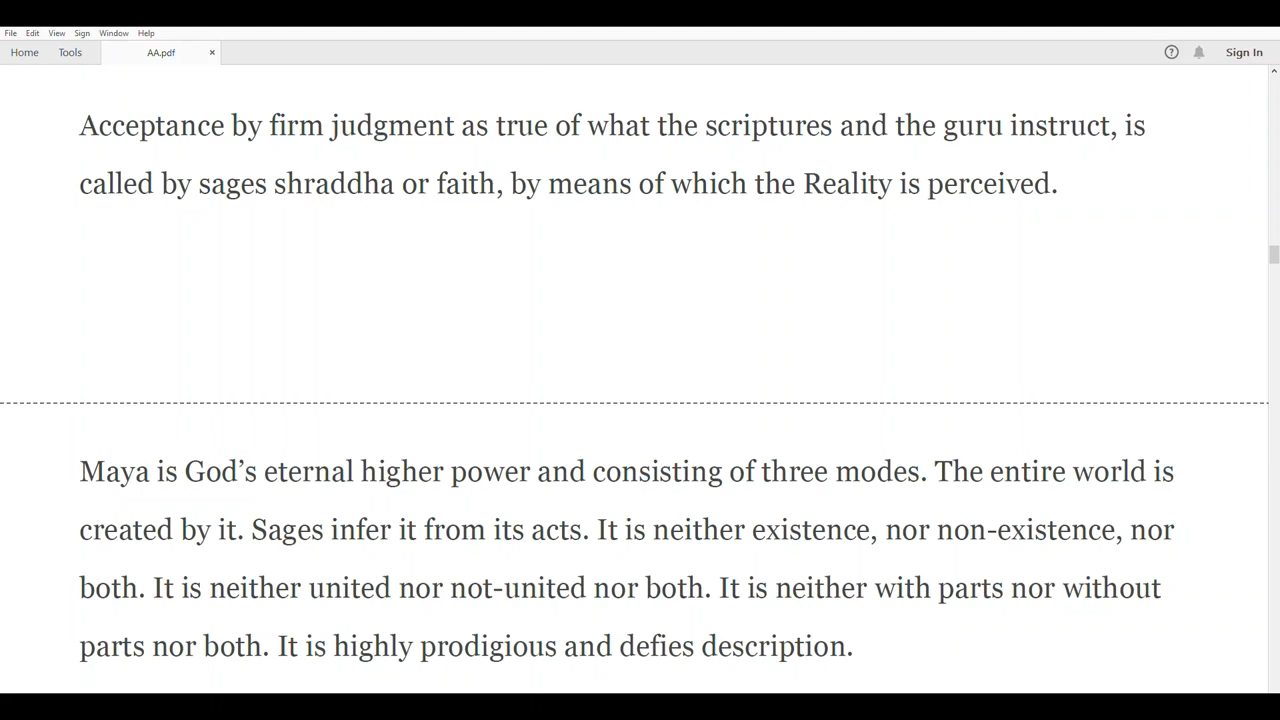 File Edit View Sign Window Help
Home Tools AA.pdf × ? Sign In
Acceptance by firm judgment as true of what the scriptures and the guru instruct, is
called by sages shraddha or faith, by means of which the Reality is perceived.
Maya is God’s eternal higher power and consisting of three modes. The entire world is
created by it. Sages infer it from its acts. It is neither existence, nor non-existence, nor
both. It is neither united nor not-united nor both. It is neither with parts nor without
parts nor both. It is highly prodigious and defies description.